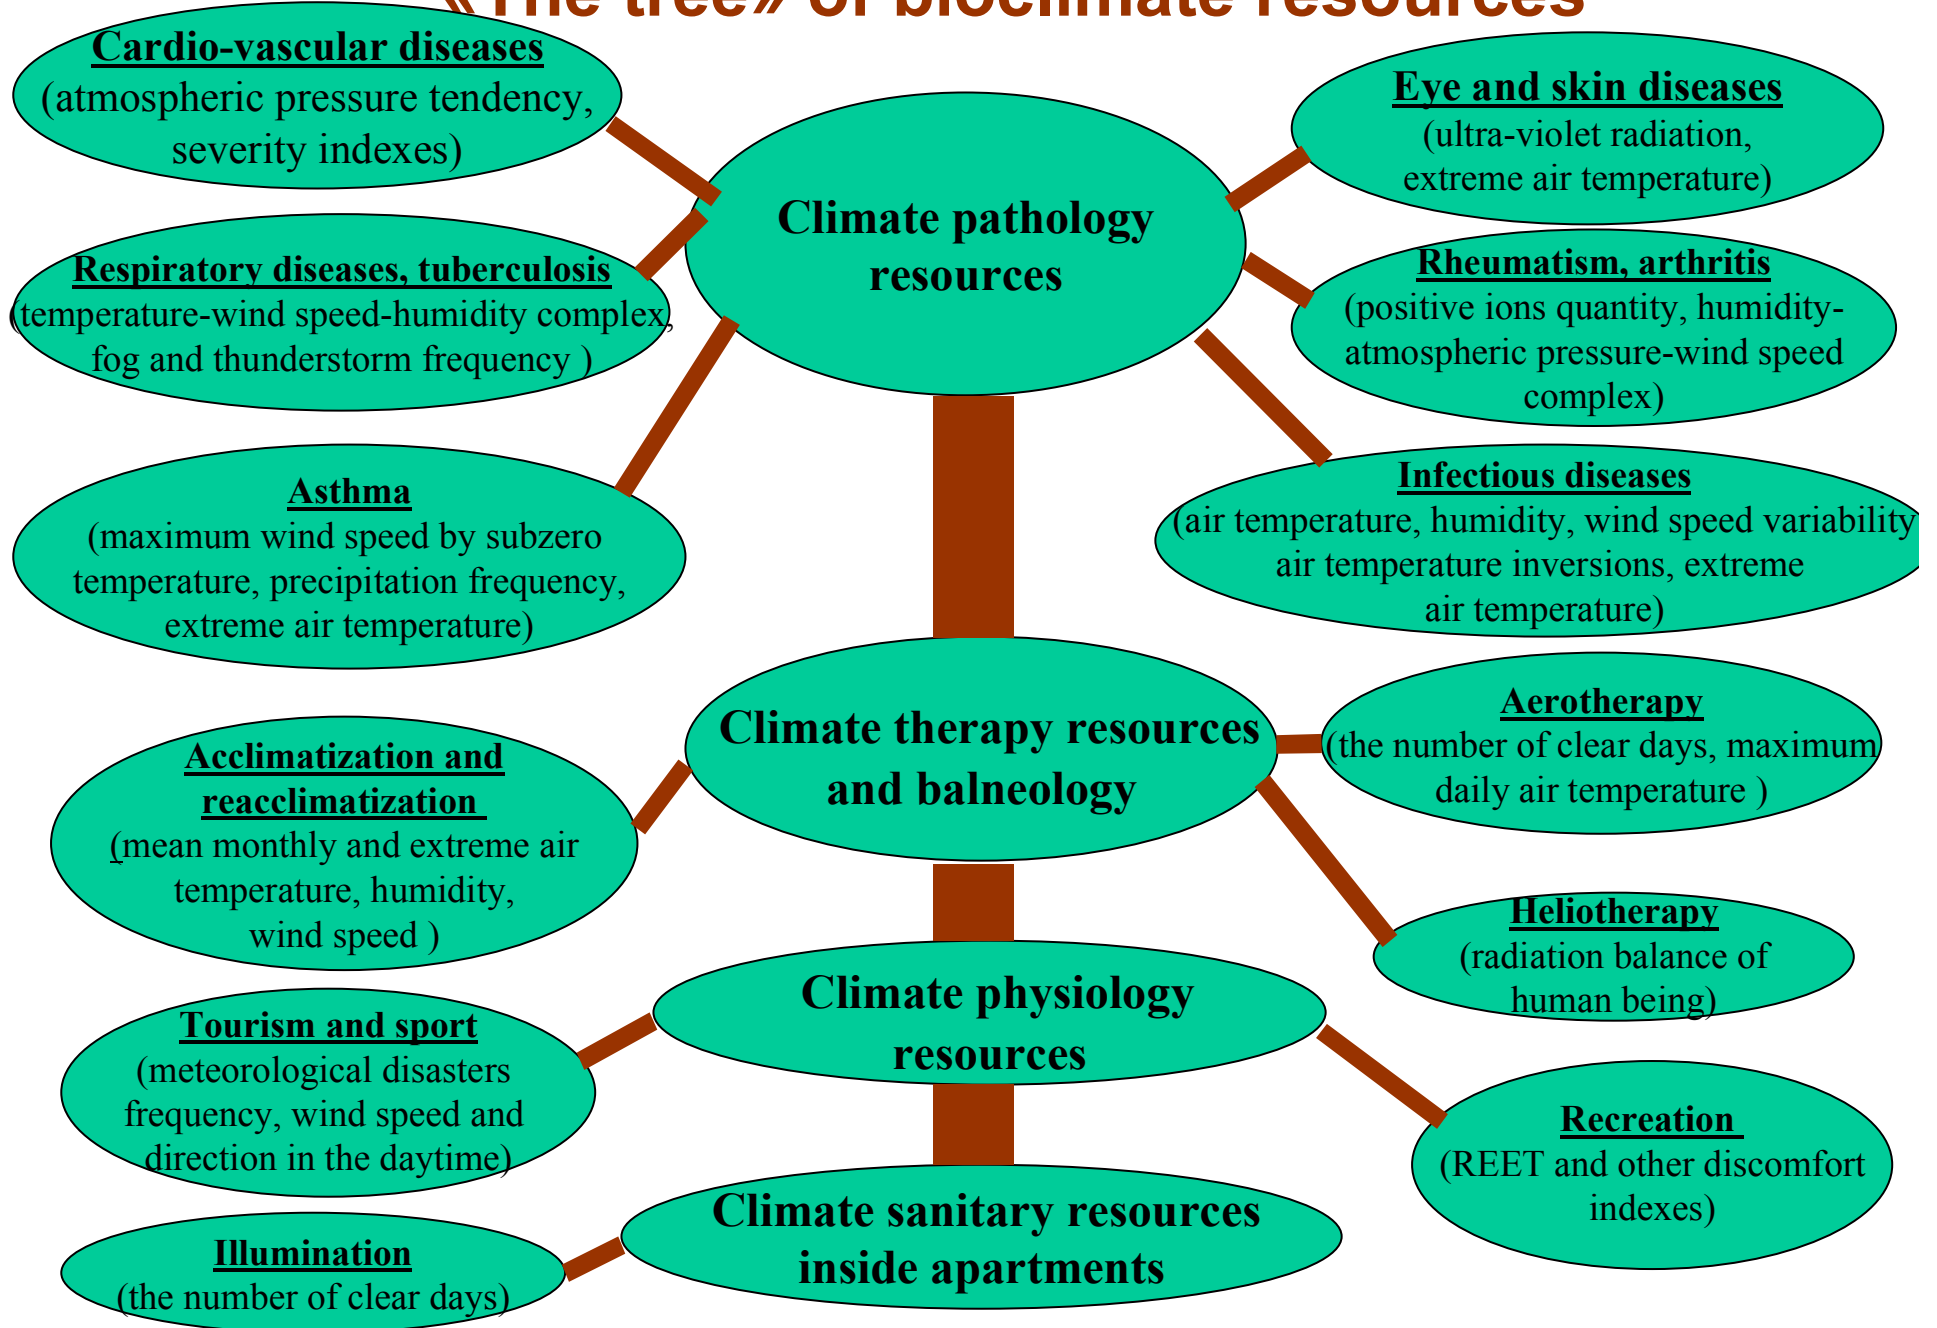 «The tree» of bioclimate resources
Cardio-vascular diseases
(atmospheric pressure tendency,
severity indexes)
Respiratory diseases, tuberculosis
(temperature-wind speed-humidity complex,
fog and thunderstorm frequency )
Asthma
(maximum wind speed by subzero
temperature, precipitation frequency,
extreme air temperature)
Climate pathology
resources
Eye and skin diseases
(ultra-violet radiation,
extreme air temperature)
Rheumatism, arthritis
(positive ions quantity, humidity-
atmospheric pressure-wind speed
complex)
Infectious diseases
(air temperature, humidity, wind speed variability
air temperature inversions, extreme
air temperature)
Acclimatization and
reacclimatization
(mean monthly and extreme air
temperature, humidity,
wind speed )
Climate therapy resources
and balneology
Aerotherapy
(the number of clear days, maximum
daily air temperature )
Heliotherapy
(radiation balance of
human being)
Tourism and sport
(meteorological disasters
frequency, wind speed and
direction in the daytime)
Climate physiology
resources
Recreation
(REET and other discomfort
indexes)
Illumination
(the number of clear days)
Climate sanitary resources
inside apartments